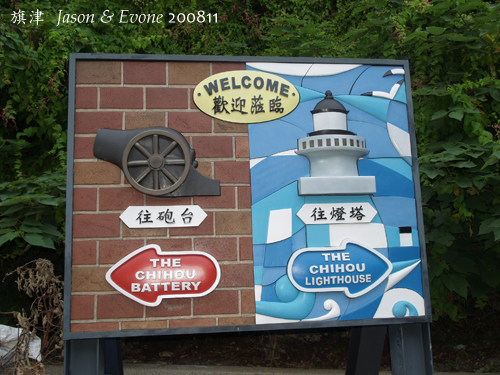 旗津 Jason & Evone 200811
·WELCOME·
歡迎蒞臨
往砲台
往燈塔
THE
CHIHOU
BATTERY
THE
CHIHOU
LIGHTHOUSE